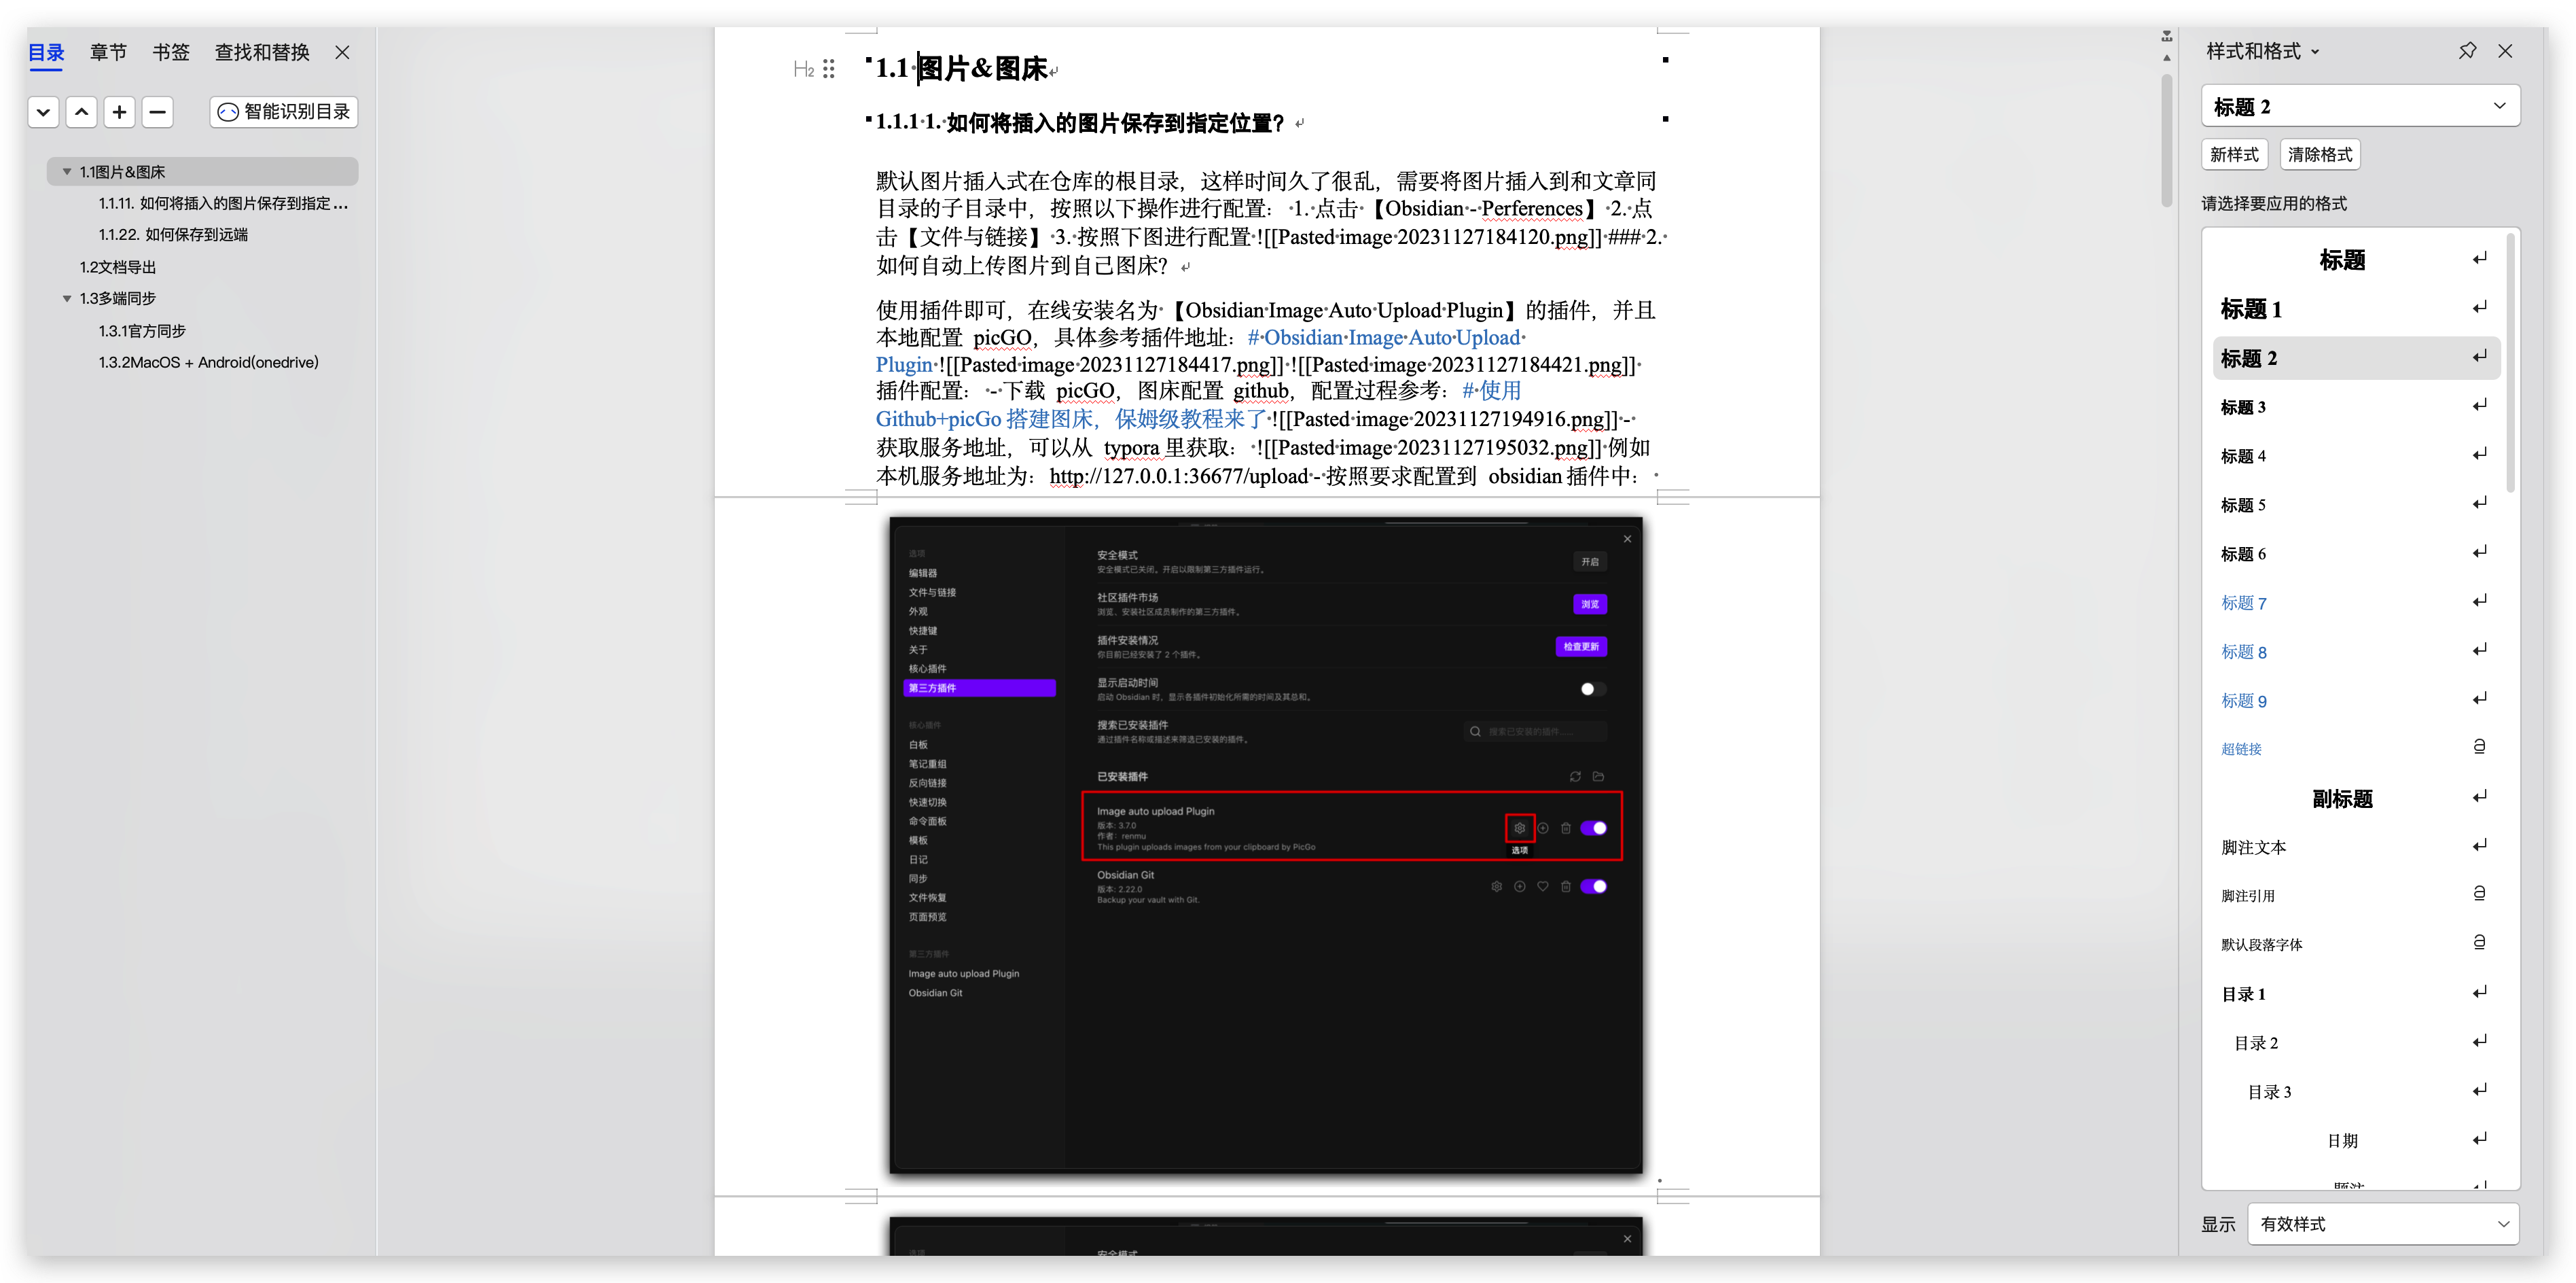 目录 章节 书签 查找和替换
智能识别目录
1.1图片&图床
1.1.11. 如何将插入的图片保存到指定...
1.1.22. 如何保存到远端
1.2文档导出
1.3多端同步
1.3.1官方同步
1.3.2MacOS + Android(onedrive)
H2
1.1 图片&图床
1.1.1 1. 如何将插入的图片保存到指定位置？
默认图片插入式在仓库的根目录，这样时间久了很乱，需要将图片插入到和文章同
目录的子目录中，按照以下操作进行配置： 1. 点击 【Obsidian - Perferences】 2. 点
击【文件与链接】 3. 按照下图进行配置 ![[Pasted image 20231127184120.png]] ### 2.
如何自动上传图片到自己图床？
使用插件即可，在线安装名为 【Obsidian Image Auto Upload Plugin】的插件，并且
本地配置 picGO，具体参考插件地址：# Obsidian Image Auto Upload
Plugin ![[Pasted image 20231127184417.png]] ![[Pasted image 20231127184421.png]]
插件配置： - 下载 picGO，图床配置 github，配置过程参考：# 使用
Github+picGo 搭建图床，保姆级教程来了 ![[Pasted image 20231127194916.png]] -
获取服务地址，可以从 typora 里获取： ![[Pasted image 20231127195032.png]] 例如
本机服务地址为：http://127.0.0.1:36677/upload - 按照要求配置到 obsidian 插件中：
选项
编辑器
文件与链接
外观
快捷键
关于
核心插件
第三方插件
核心插件
白板
笔记重组
反向链接
快速切换
命令面板
模板
日记
同步
文件恢复
页面预览
第三方插件
Image auto upload Plugin
Obsidian Git
安全模式
安全模式已关闭。开启以限制第三方插件运行。
开启
社区插件市场
浏览、安装社区成员制作的第三方插件。
浏览
插件安装情况
你目前已经安装了 2 个插件。
检查更新
显示启动时间
启动 Obsidian 时，显示各插件初始化所需的时间及其总和。
搜索已安装插件
通过插件名称或描述来筛选已安装的插件。
搜索已安装的插件......
已安装插件
Image auto upload Plugin
版本: 3.7.0
作者: renmu
This plugin uploads images from your clipboard by PicGo
选项
Obsidian Git
版本: 2.22.0
Backup your vault with Git.
选项
安全模式
样式和格式
标题 2
新样式 清除格式
请选择要应用的格式
标题
标题 1
标题 2
标题 3
标题 4
标题 5
标题 6
标题 7
标题 8
标题 9
超链接
副标题
脚注文本
脚注引用
默认段落字体
目录 1
目录 2
目录 3
日期
题注
显示 有效样式